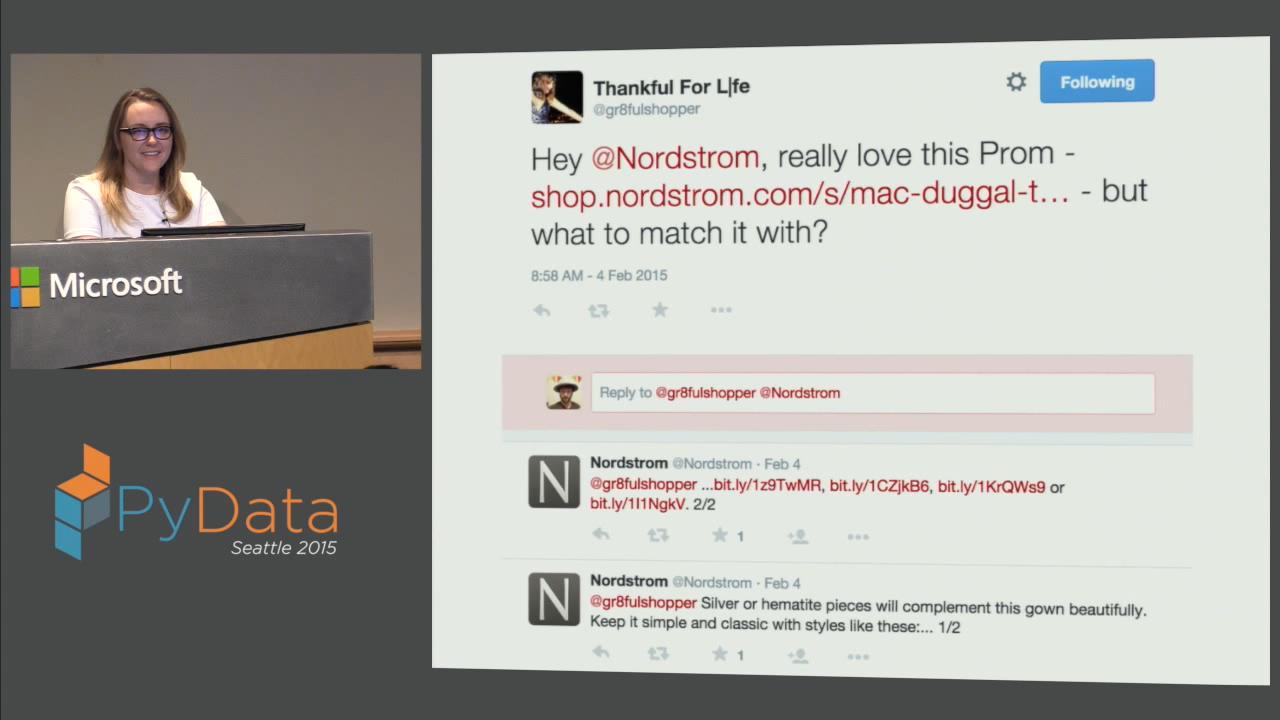 Microsoft
PyData
Seattle 2015
Thankful For L|fe
@gr8fulshopper
Following
Hey @Nordstrom, really love this Prom -
shop.nordstrom.com/s/mac-duggal-t... - but
what to match it with?
8:58 AM - 4 Feb 2015
Reply to @gr8fulshopper @Nordstrom
N
Nordstrom @Nordstrom · Feb 4
@gr8fulshopper ...bit.ly/1z9TwMR, bit.ly/1CZjkB6, bit.ly/1KrQWs9 or
bit.ly/1I1NgkV. 2/2
1
N
Nordstrom @Nordstrom · Feb 4
@gr8fulshopper Silver or hematite pieces will complement this gown beautifully.
Keep it simple and classic with styles like these:... 1/2
1